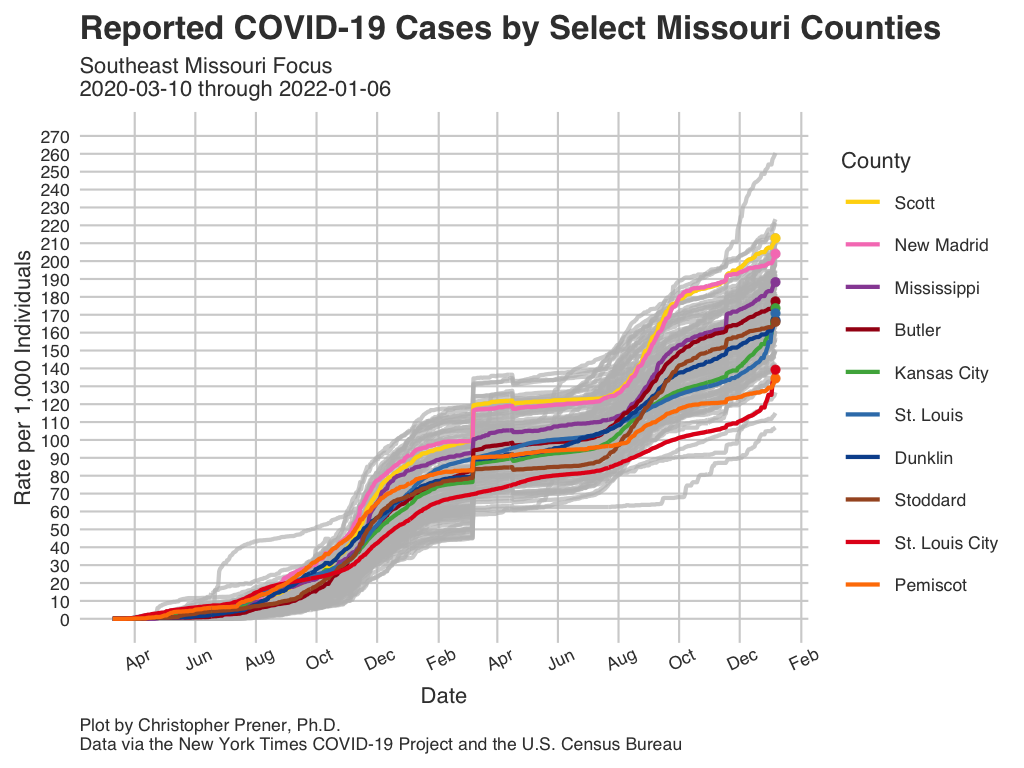 Reported COVID-19 Cases by Select Missouri Counties
Southeast Missouri Focus
2020-03-10 through 2022-01-06
Rate per 1,000 Individuals
270
260
250
240
230
220
210
200
190
180
170
160
150
140
130
120
110
100
90
80
70
60
50
40
30
20
10
0
Apr Jun Aug Oct Dec Feb Apr Jun Aug Oct Dec Feb
Date
County
Scott
New Madrid
Mississippi
Butler
Kansas City
St. Louis
Dunklin
Stoddard
St. Louis City
Pemiscot
Plot by Christopher Prener, Ph.D.
Data via the New York Times COVID-19 Project and the U.S. Census Bureau